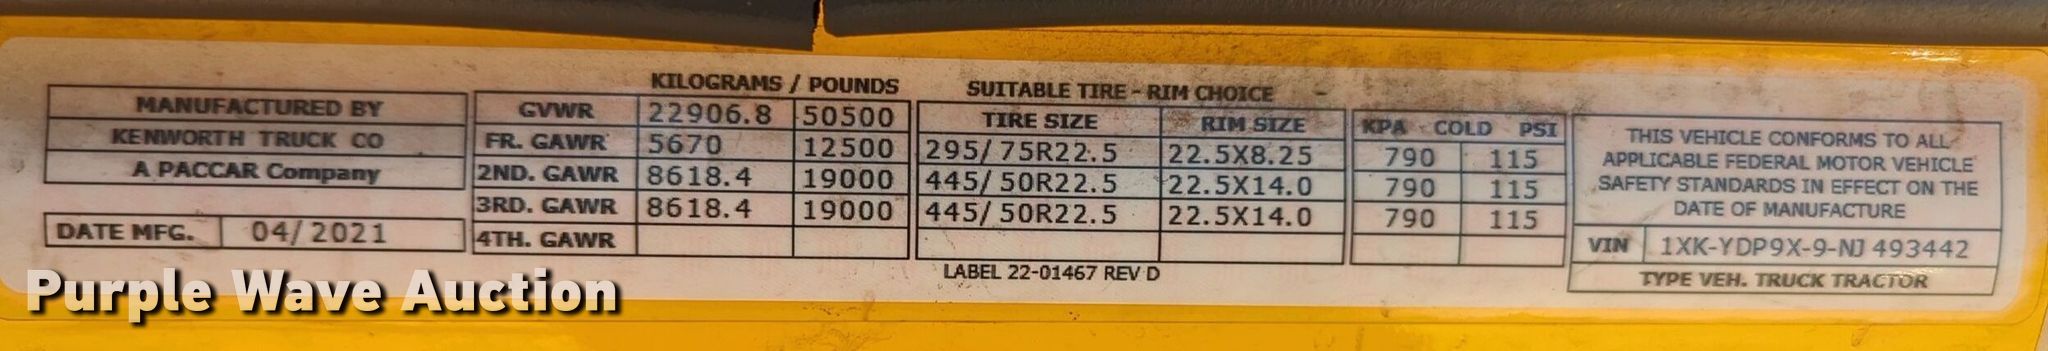 KILOGRAMS / POUNDS
SUITABLE TIRE - RIM CHOICE
MANUFACTURED BY
KENWORTH TRUCK CO
A PACCAR Company
DATE MFG. 04/2021
GVWR 22906.8 50500
FR. GAWR 5670 12500
2ND. GAWR 8618.4 19000
3RD. GAWR 8618.4 19000
4TH. GAWR
TIRE SIZE RIM SIZE
295/75R22.5 22.5X8.25
445/50R22.5 22.5X14.0
445/50R22.5 22.5X14.0
LABEL 22-01467 REV D
KPA COLD PSI
790 115
790 115
790 115
THIS VEHICLE CONFORMS TO ALL
APPLICABLE FEDERAL MOTOR VEHICLE
SAFETY STANDARDS IN EFFECT ON THE
DATE OF MANUFACTURE
VIN 1XK-YDP9X-9-NJ 493442
TYPE VEH. TRUCK TRACTOR
Purple Wave Auction